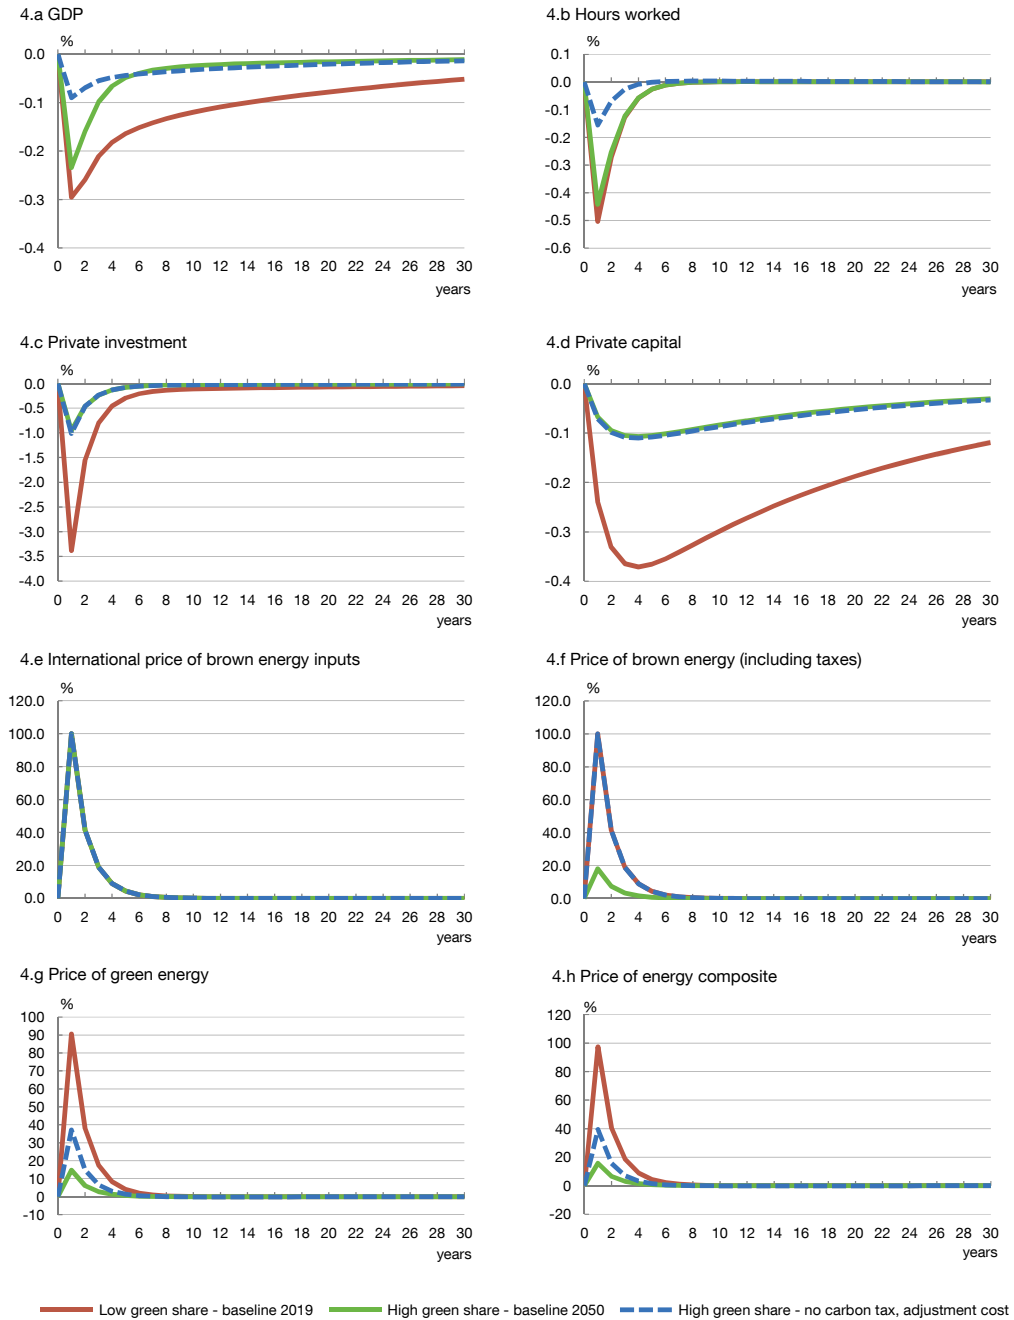 4.a GDP
%
0.0
-0.1
-0.2
-0.3
-0.4
0 2 4 6 8 10 12 14 16 18 20 22 24 26 28 30
years
4.b Hours worked
%
0.1
0.0
-0.1
-0.2
-0.3
-0.4
-0.5
-0.6
0 2 4 6 8 10 12 14 16 18 20 22 24 26 28 30
years
4.c Private investment
%
0.0
-0.5
-1.0
-1.5
-2.0
-2.5
-3.0
-3.5
-4.0
0 2 4 6 8 10 12 14 16 18 20 22 24 26 28 30
years
4.d Private capital
%
0.0
-0.1
-0.2
-0.3
-0.4
0 2 4 6 8 10 12 14 16 18 20 22 24 26 28 30
years
4.e International price of brown energy inputs
%
120.0
100.0
80.0
60.0
40.0
20.0
0.0
0 2 4 6 8 10 12 14 16 18 20 22 24 26 28 30
years
4.f Price of brown energy (including taxes)
%
120.0
100.0
80.0
60.0
40.0
20.0
0.0
0 2 4 6 8 10 12 14 16 18 20 22 24 26 28 30
years
4.g Price of green energy
%
100
90
80
70
60
50
40
30
20
10
0
-10
0 2 4 6 8 10 12 14 16 18 20 22 24 26 28 30
years
4.h Price of energy composite
%
120
100
80
60
40
20
0
-20
0 2 4 6 8 10 12 14 16 18 20 22 24 26 28 30
years
Low green share - baseline 2019 High green share - baseline 2050 High green share - no carbon tax, adjustment cost